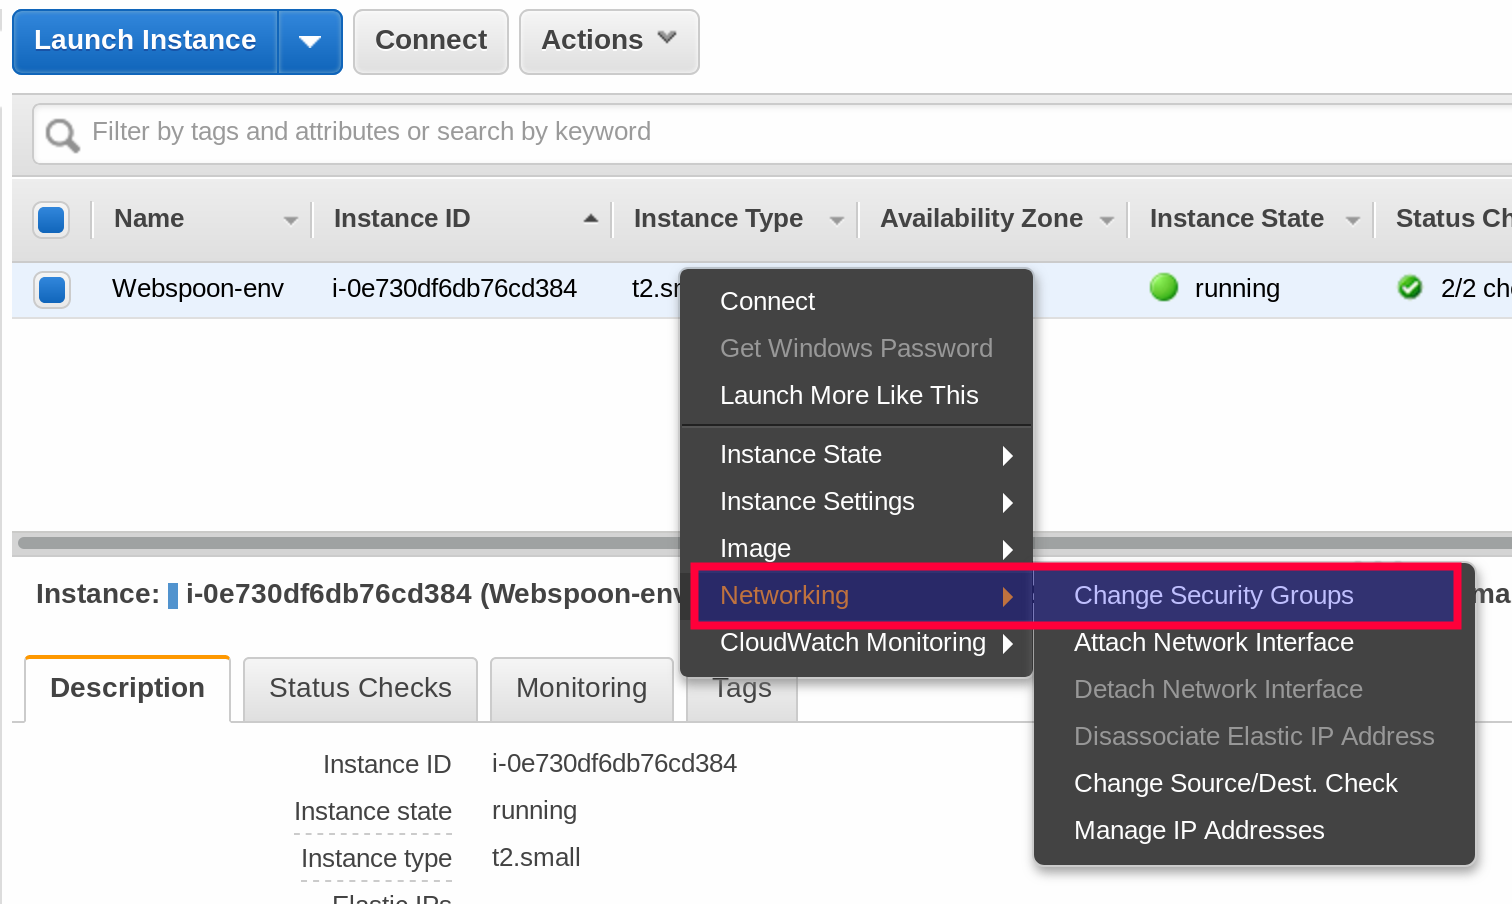 Launch Instance Connect Actions
Filter by tags and attributes or search by keyword
Name Instance ID Instance Type Availability Zone Instance State Status Ch
Webspoon-env i-0e730df6db76cd384 t2.sm running 2/2 che
Connect
Get Windows Password
Launch More Like This
Instance State
Instance Settings
Image
Networking
CloudWatch Monitoring
Change Security Groups
Attach Network Interface
Detach Network Interface
Disassociate Elastic IP Address
Change Source/Dest. Check
Manage IP Addresses
Instance: i-0e730df6db76cd384 (Webspoon-env
Description Status Checks Monitoring Tags
Instance ID i-0e730df6db76cd384
Instance state running
Instance type t2.small
Elastic IPs